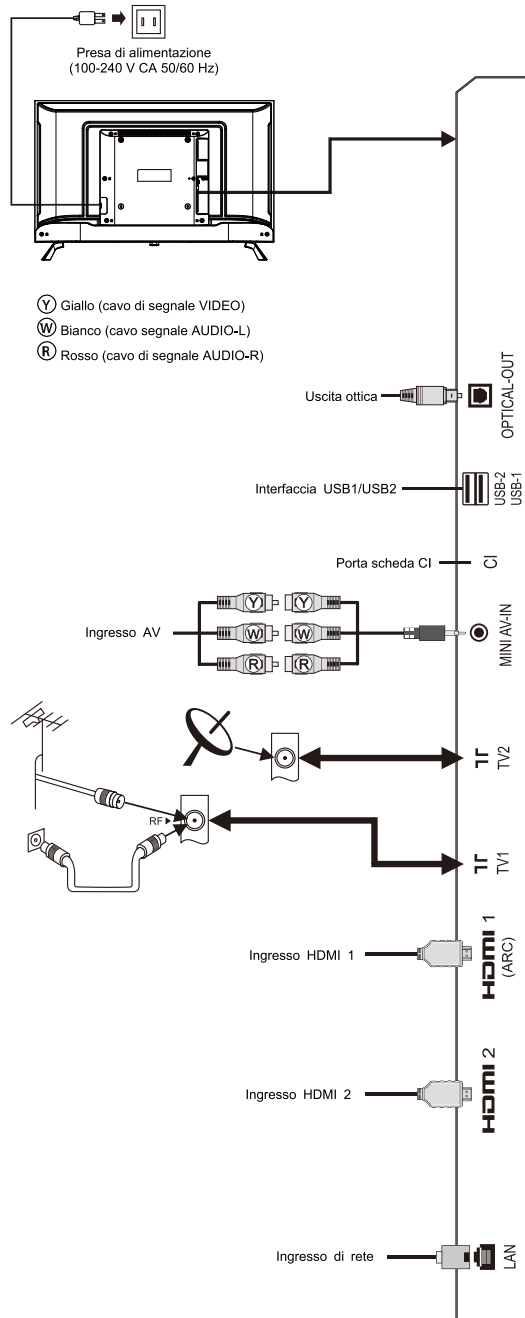 Presa di alimentazione
(100-240 V CA 50/60 Hz)
Y Giallo (cavo di segnale VIDEO)
W Bianco (cavo segnale AUDIO-L)
R Rosso (cavo di segnale AUDIO-R)
Uscita ottica
OPTICAL-OUT
Interfaccia USB1/USB2
USB-2
USB-1
Porta scheda CI
CI
Ingresso AV
Y Y
W W
R R
MINI AV-IN
TV2
RF
TV1
Ingresso HDMI 1
HDMI 1
(ARC)
Ingresso HDMI 2
HDMI 2
Ingresso di rete
LAN